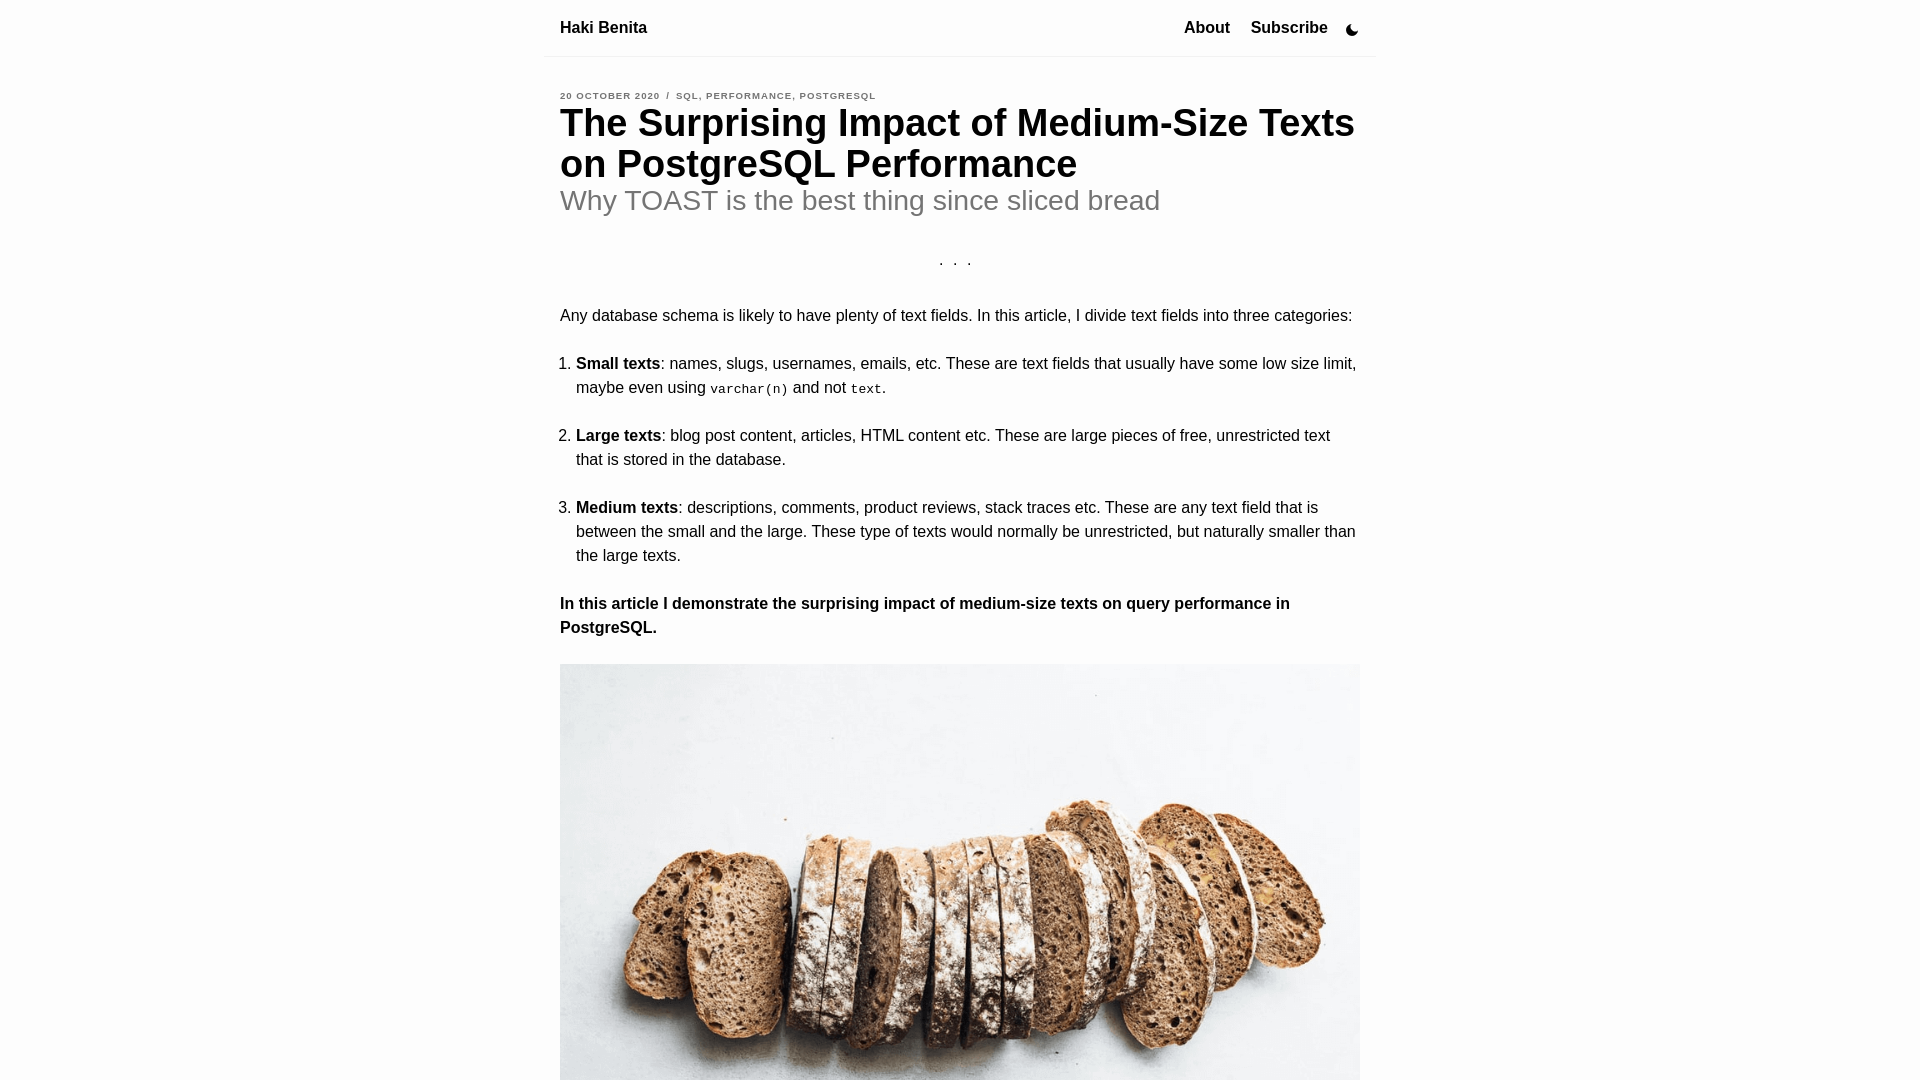 Haki Benita
About Subscribe
20 OCTOBER 2020 / SQL, PERFORMANCE, POSTGRESQL
The Surprising Impact of Medium-Size Texts
on PostgreSQL Performance
Why TOAST is the best thing since sliced bread
. . .
Any database schema is likely to have plenty of text fields. In this article, I divide text fields into three categories:
1. Small texts: names, slugs, usernames, emails, etc. These are text fields that usually have some low size limit,
maybe even using varchar(n) and not text.
2. Large texts: blog post content, articles, HTML content etc. These are large pieces of free, unrestricted text
that is stored in the database.
3. Medium texts: descriptions, comments, product reviews, stack traces etc. These are any text field that is
between the small and the large. These type of texts would normally be unrestricted, but naturally smaller than
the large texts.
In this article I demonstrate the surprising impact of medium-size texts on query performance in
PostgreSQL.